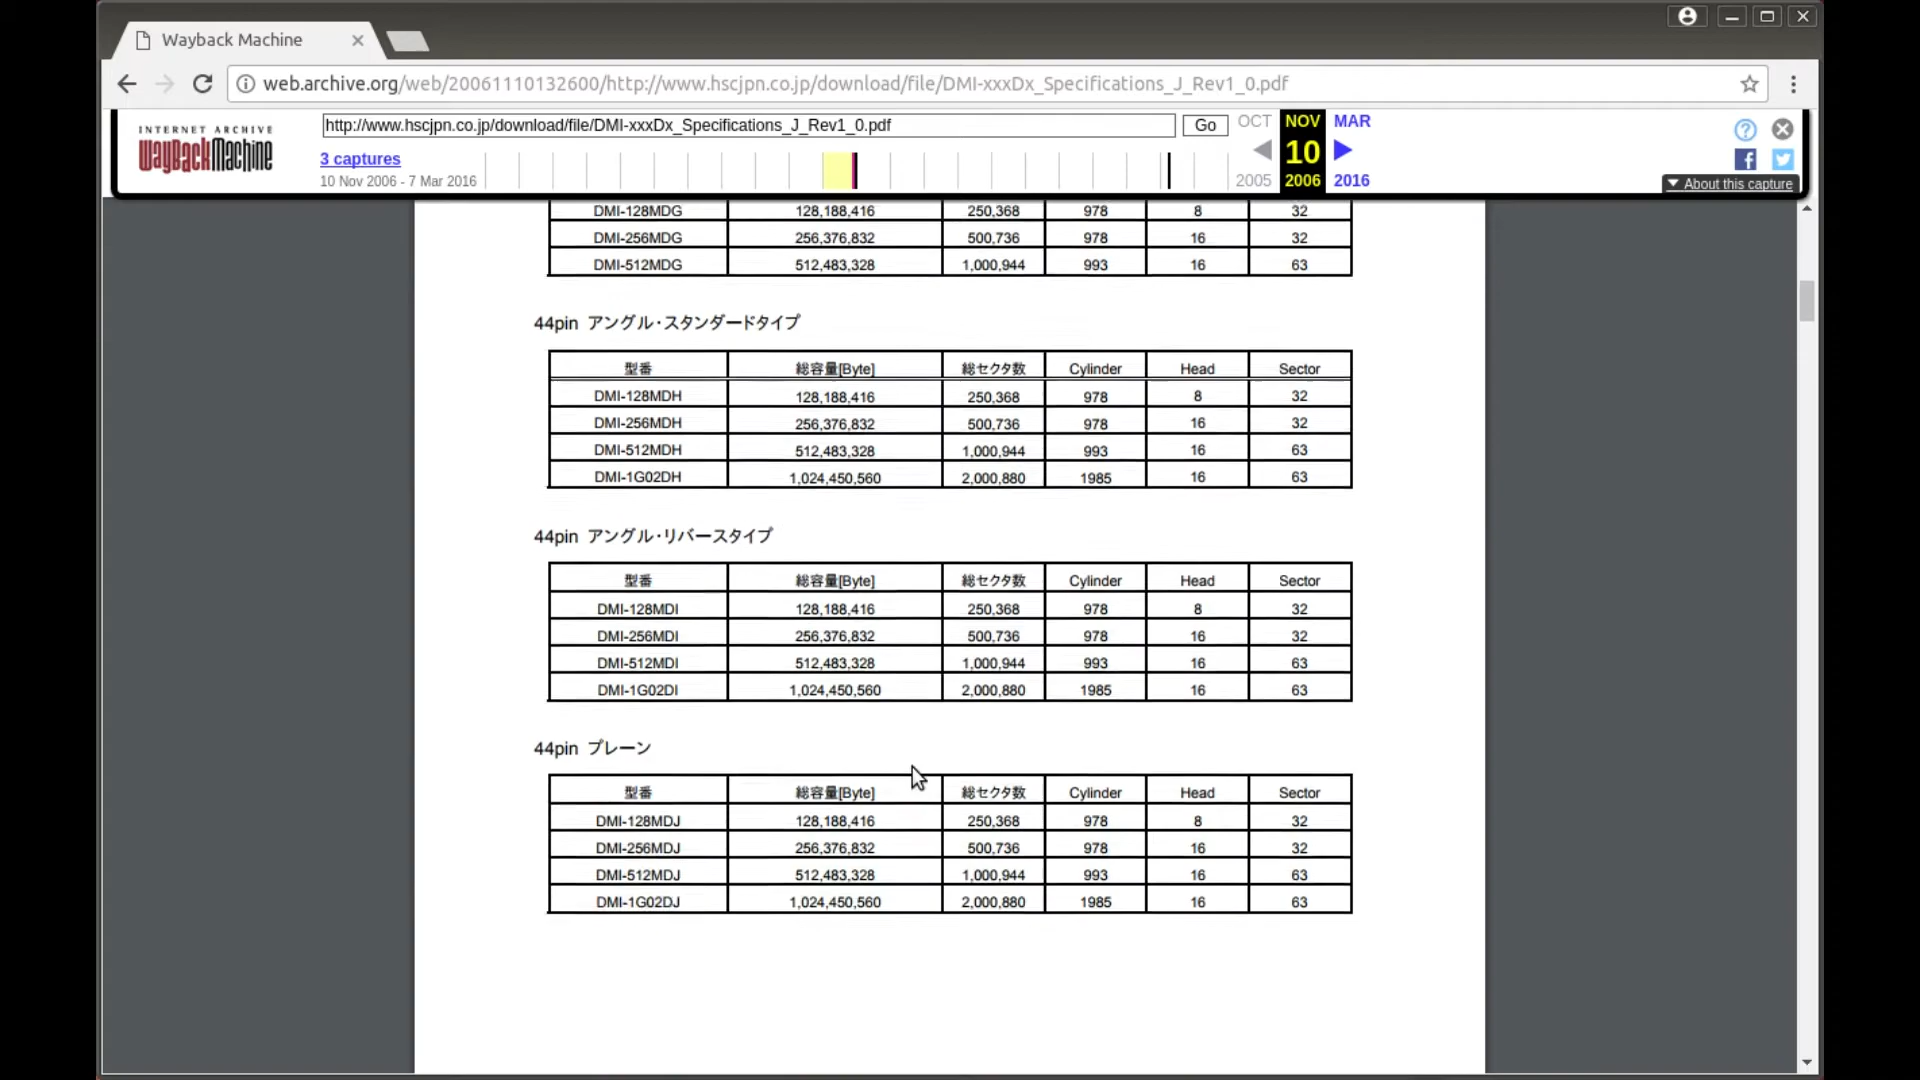 Wayback Machine
web.archive.org/web/20061110132600/http://www.hscjpn.co.jp/download/file/DMI-xxxDx_Specifications_J_Rev1_0.pdf
INTERNET ARCHIVE
WayBackMachine
http://www.hscjpn.co.jp/download/file/DMI-xxxDx_Specifications_J_Rev1_0.pdf Go
OCT NOV MAR
3 captures
10 Nov 2006 - 7 Mar 2016
10
2005 2006 2016
About this capture
DMI-128MDG 128,188,416 250,368 978 8 32
DMI-256MDG 256,376,832 500,736 978 16 32
DMI-512MDG 512,483,328 1,000,944 993 16 63
44pin アングル・スタンダードタイプ
型番 総容量[Byte] 総セクタ数 Cylinder Head Sector
DMI-128MDH 128,188,416 250,368 978 8 32
DMI-256MDH 256,376,832 500,736 978 16 32
DMI-512MDH 512,483,328 1,000,944 993 16 63
DMI-1G02DH 1,024,450,560 2,000,880 1985 16 63
44pin アングル・リバースタイプ
型番 総容量[Byte] 総セクタ数 Cylinder Head Sector
DMI-128MDI 128,188,416 250,368 978 8 32
DMI-256MDI 256,376,832 500,736 978 16 32
DMI-512MDI 512,483,328 1,000,944 993 16 63
DMI-1G02DI 1,024,450,560 2,000,880 1985 16 63
44pin プレーン
型番 総容量[Byte] 総セクタ数 Cylinder Head Sector
DMI-128MDJ 128,188,416 250,368 978 8 32
DMI-256MDJ 256,376,832 500,736 978 16 32
DMI-512MDJ 512,483,328 1,000,944 993 16 63
DMI-1G02DJ 1,024,450,560 2,000,880 1985 16 63